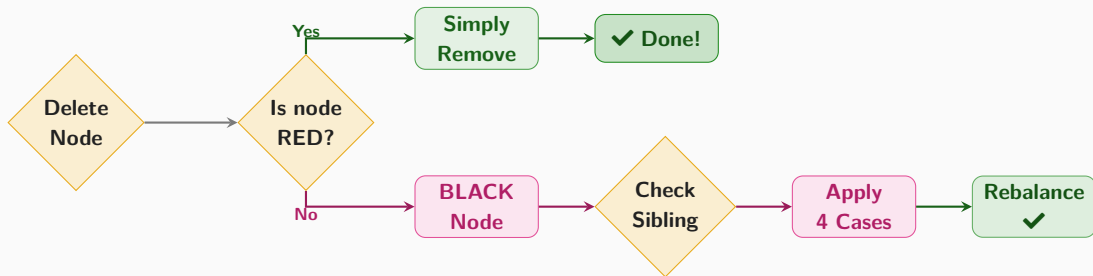 Delete
Node
Is node
RED?
Yes
Simply
Remove
✔ Done!
No
BLACK
Node
Check
Sibling
Apply
4 Cases
Rebalance
✔